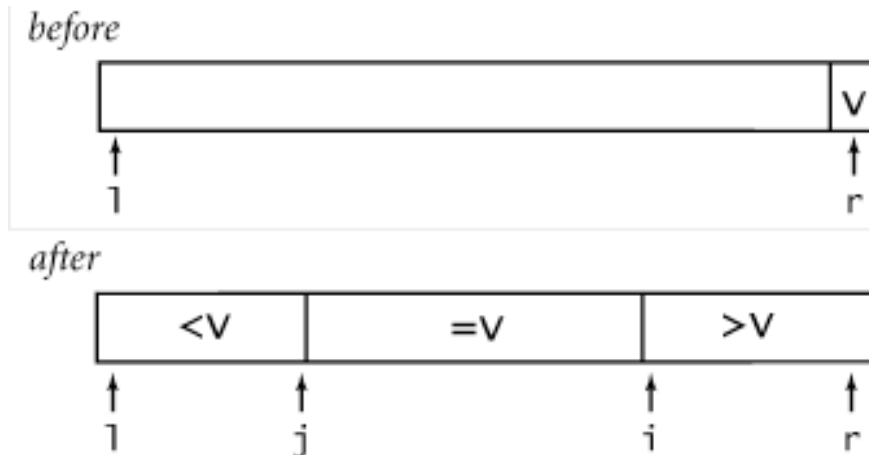 before
v
l r
after
<v =v >v
l j i r